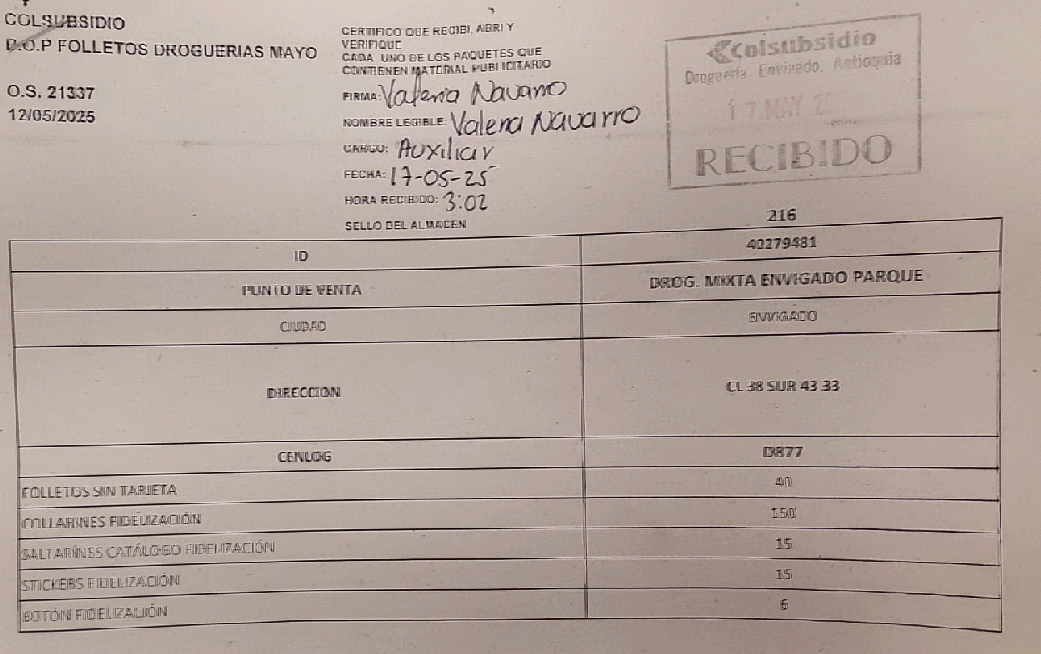 COLSUBSIDIO
D.O.P FOLLETOS DROGUERIAS MAYO
O.S. 21337
12/05/2025
CERTIFICO QUE RECIBI, ABRI Y
VERIFIQUE
CADA UNO DE LOS PAQUETES QUE
CONTIENEN MATERIAL PUBLICITARIO
FIRMA: Valeria Navarro
NOMBRE LEGIBLE: Valeria Navarro
CARGO: Auxiliar
FECHA: 17-05-25
HORA RECIBIDO: 3:02
SELLO DEL ALMACEN
Colsubsidio
Droguería Envigado, Antioquia
17 MAY
RECIBIDO
216
ID 40279481
PUNTO DE VENTA DROG. MIXTA ENVIGADO PARQUE
CIUDAD ENVIGADO
DIRECCION CL 38 SUR 43 33
CENLOG D877
FOLLETOS SIN TARJETA 40
COLLARINES FIDELIZACIÓN 150
SALTARINES CATÁLOGO FIDELIZACIÓN 15
STICKERS FIDELIZACIÓN 15
BOTÓN FIDELIZACIÓN 6